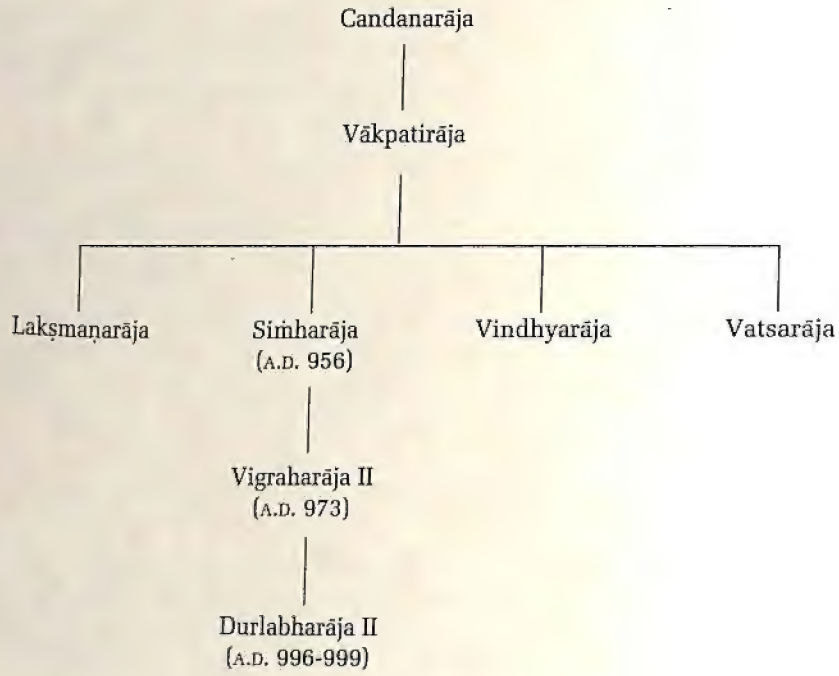 Candanarāja
Vākpatirāja
Lakṣmaṇarāja Siṁharāja Vindhyarāja Vatsarāja
(A.D. 956)
Vigraharāja II
(A.D. 973)
Durlabharāja II
(A.D. 996-999)